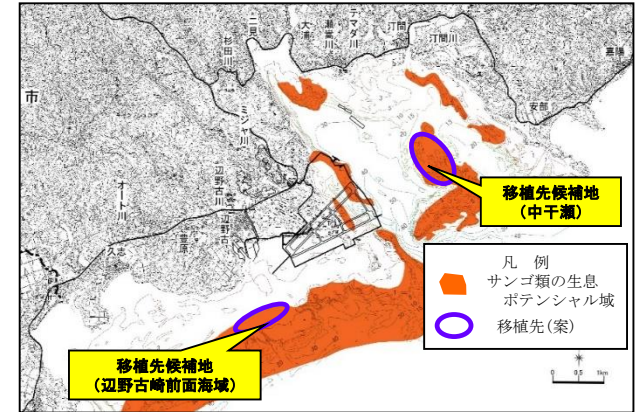 二見
杉田川
大浦
瀬嵩
テマダ川
汀間
汀間川
嘉陽
安部
市
ミジャ川
辺野古川
辺野古
オート川
豊原
久志
移植先候補地
(中干瀬)
凡 例
サンゴ類の生息
ポテンシャル域
移植先(案)
移植先候補地
(辺野古崎前面海域)
0 0.5 1km